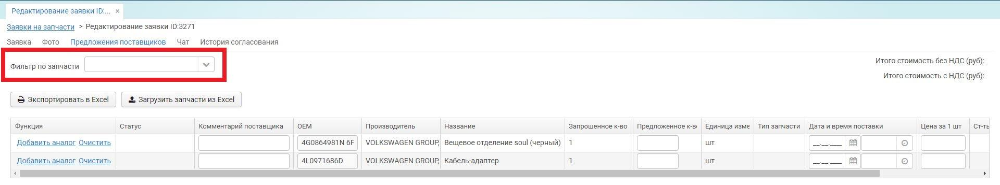 Редактирование заявки ID:... ×
Заявки на запчасти > Редактирование заявки ID:3271
Заявка Фото Предложения поставщиков Чат История согласования
Фильтр по запчасти
Итого стоимость без НДС (руб):
Итого стоимость с НДС (руб):
Экспортировать в Excel Загрузить запчасти из Excel
Функция Статус Комментарий поставщика OEM Производитель Название Запрошенное к-во Предложенное к-во Единица изме Тип запчасти Дата и время поставки Цена за 1 шт Ст-ть
Добавить аналог Очистить 4G0864981N 6F VOLKSWAGEN GROUP, Вещевое отделение soul (черный) 1 шт __.__.____
Добавить аналог Очистить 4L0971686D VOLKSWAGEN GROUP, Кабель-адаптер 1 шт __.__.____